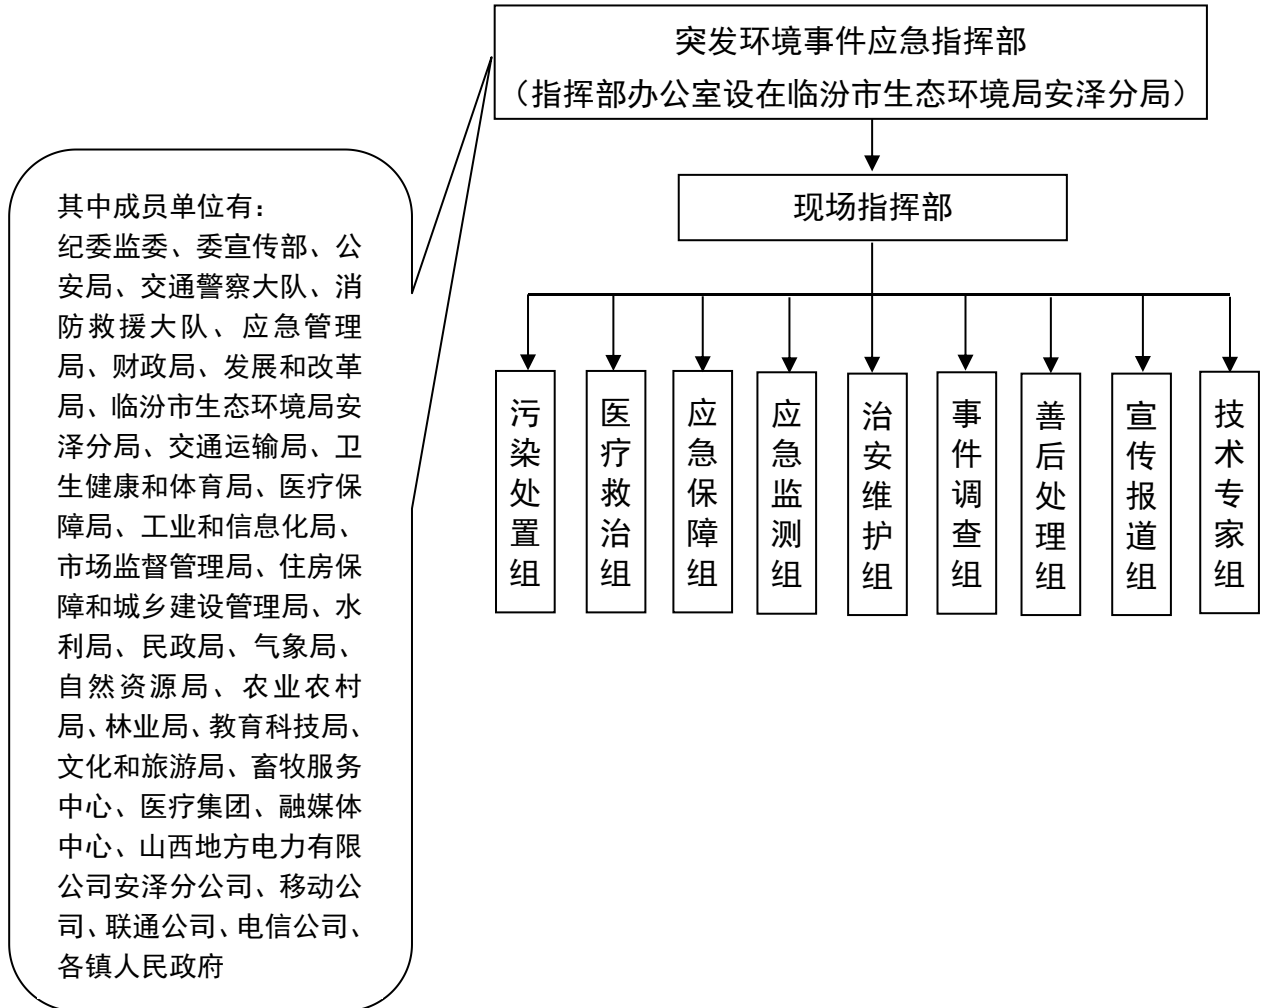 突发环境事件应急指挥部
（指挥部办公室设在临汾市生态环境局安泽分局）
现场指挥部
其中成员单位有：
纪委监委、委宣传部、公
安局、交通警察大队、消
防救援大队、应急管理
局、财政局、发展和改革
局、临汾市生态环境局安
泽分局、交通运输局、卫
生健康和体育局、医疗保
障局、工业和信息化局、
市场监督管理局、住房保
障和城乡建设管理局、水
利局、民政局、气象局、
自然资源局、农业农村
局、林业局、教育科技局、
文化和旅游局、畜牧服务
中心、医疗集团、融媒体
中心、山西地方电力有限
公司安泽分公司、移动公
司、联通公司、电信公司、
各镇人民政府
污染处置组
医疗救治组
应急保障组
应急监测组
治安维护组
事件调查组
善后处理组
宣传报道组
技术专家组